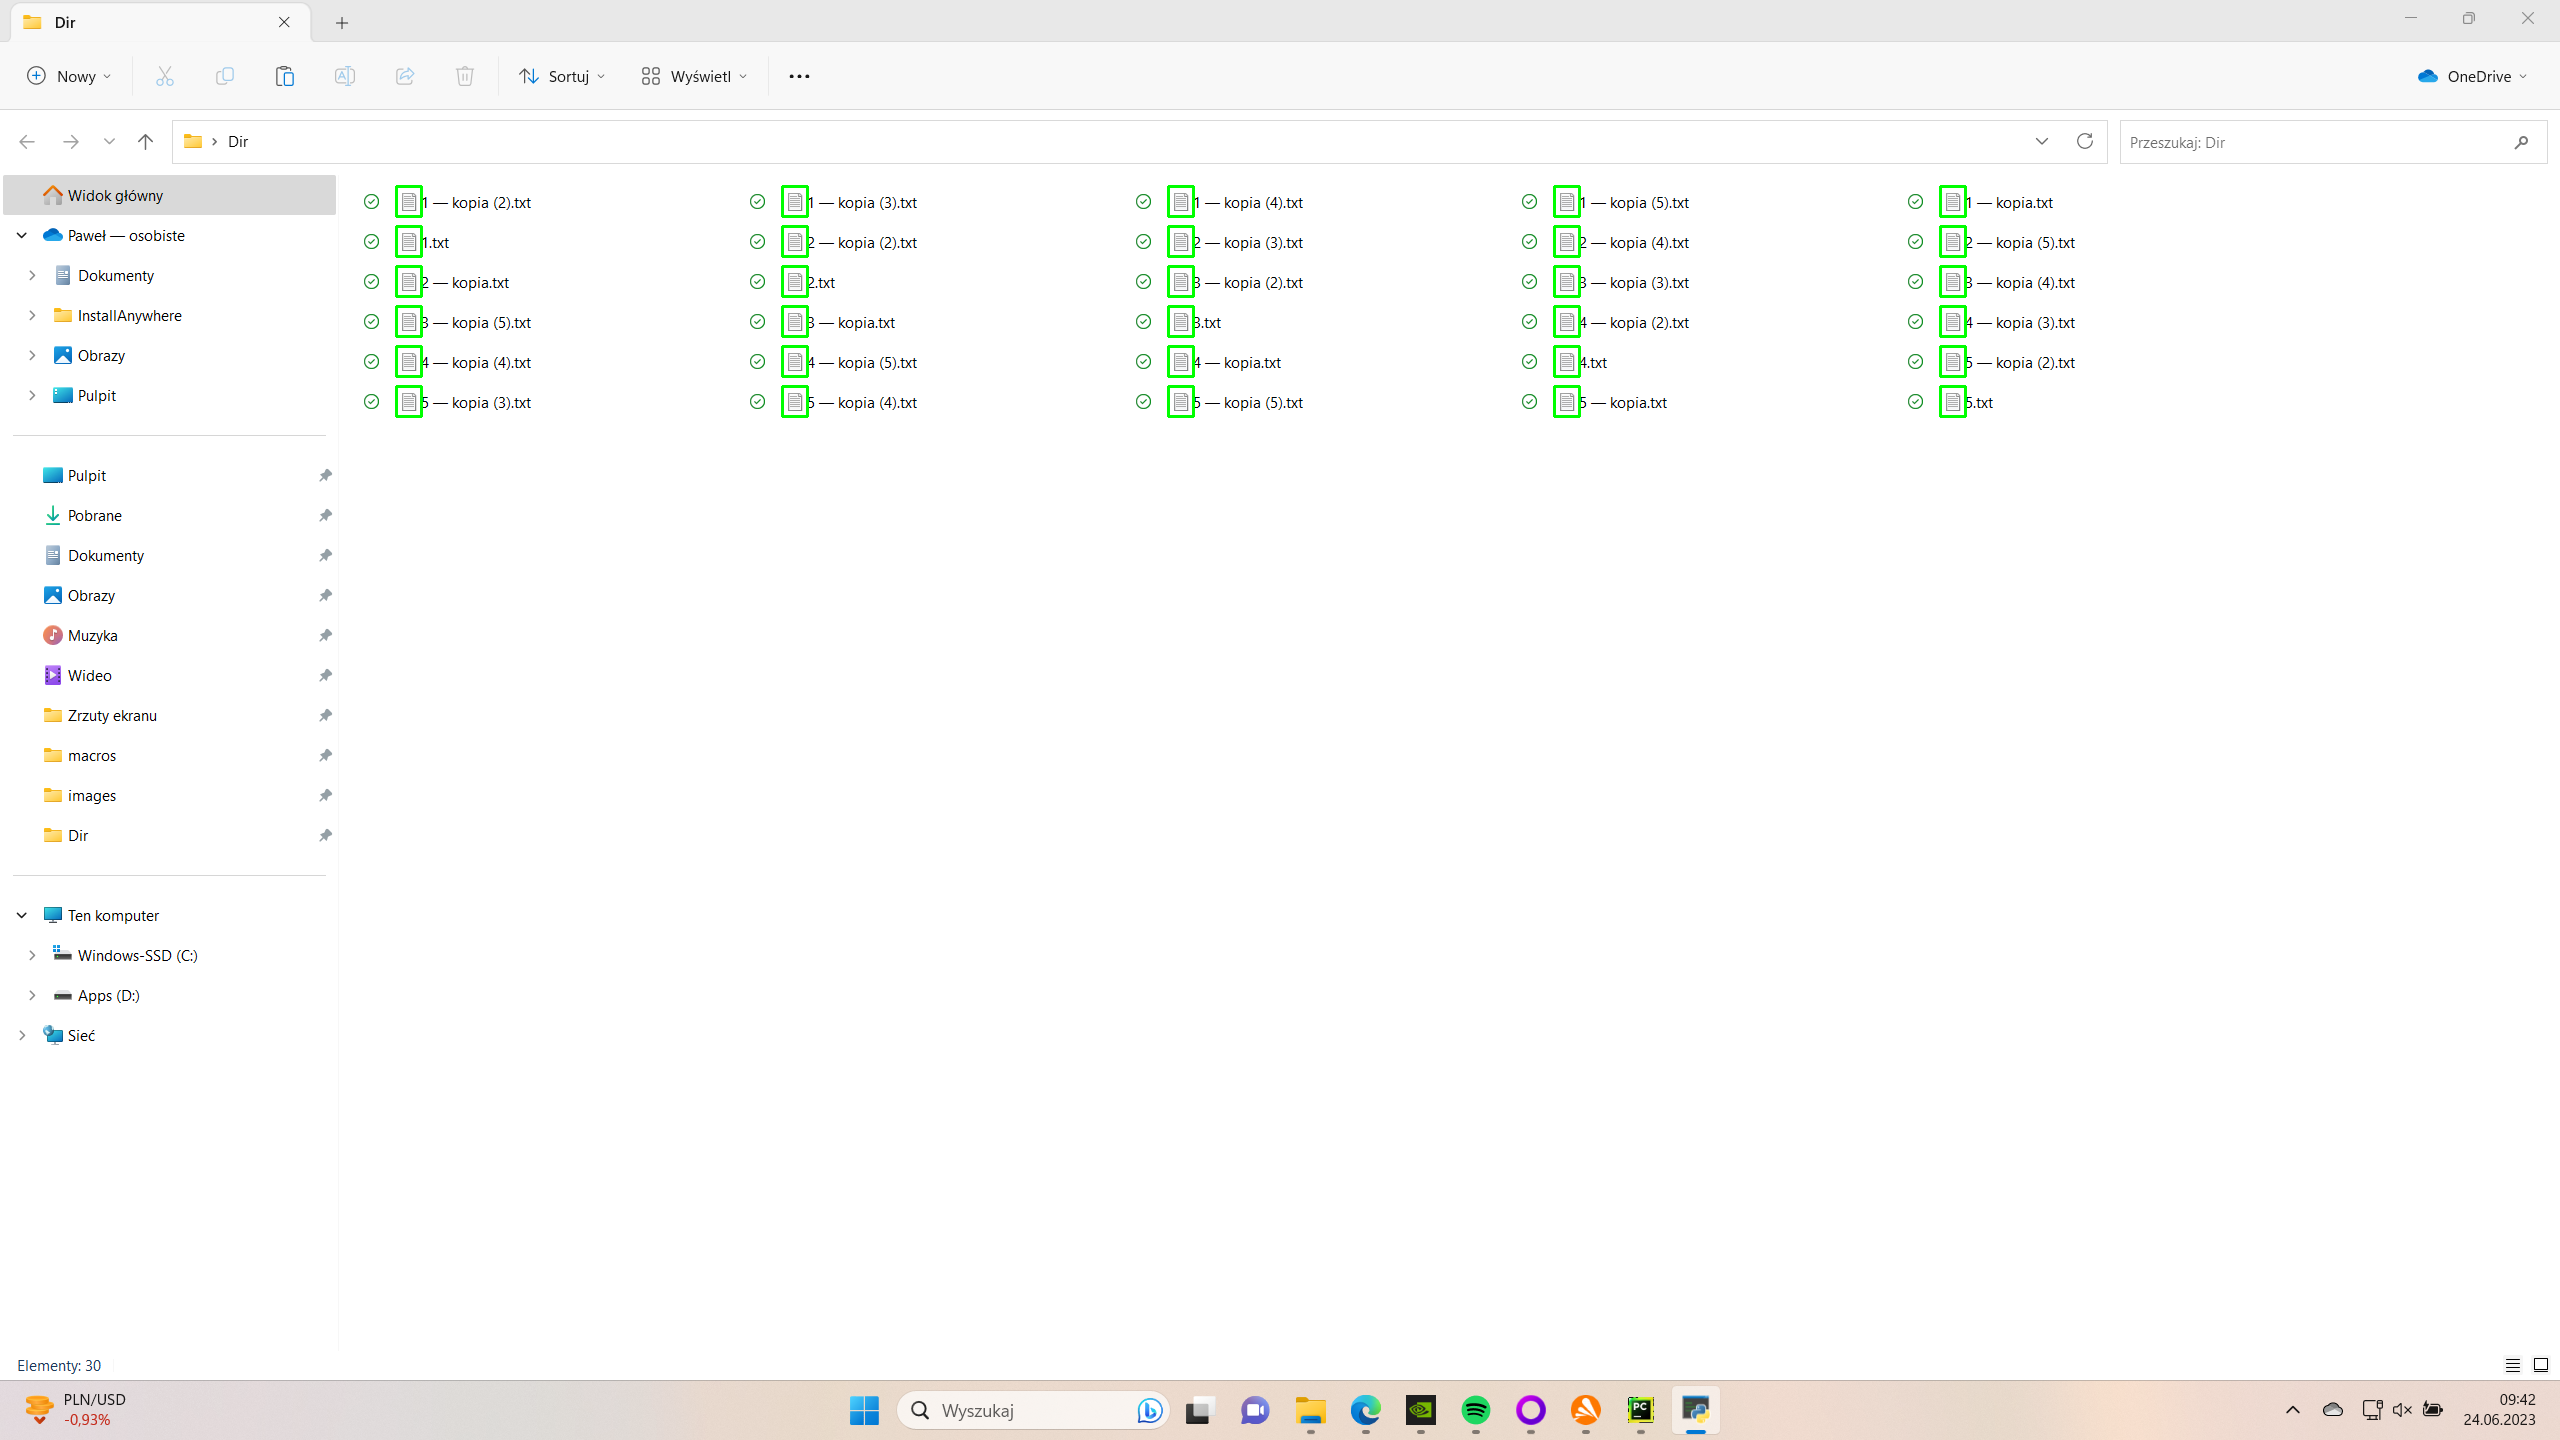 Dir
Nowy Sortuj Wyświetl OneDrive
Dir Przeszukaj: Dir
Widok główny
Paweł — osobiste
Dokumenty
InstallAnywhere
Obrazy
Pulpit
Pulpit
Pobrane
Dokumenty
Obrazy
Muzyka
Wideo
Zrzuty ekranu
macros
images
Dir
Ten komputer
Windows-SSD (C:)
Apps (D:)
Sieć
1 — kopia (2).txt 1 — kopia (3).txt 1 — kopia (4).txt 1 — kopia (5).txt 1 — kopia.txt
1.txt 2 — kopia (2).txt 2 — kopia (3).txt 2 — kopia (4).txt 2 — kopia (5).txt
2 — kopia.txt 2.txt 3 — kopia (2).txt 3 — kopia (3).txt 3 — kopia (4).txt
3 — kopia (5).txt 3 — kopia.txt 3.txt 4 — kopia (2).txt 4 — kopia (3).txt
4 — kopia (4).txt 4 — kopia (5).txt 4 — kopia.txt 4.txt 5 — kopia (2).txt
5 — kopia (3).txt 5 — kopia (4).txt 5 — kopia (5).txt 5 — kopia.txt 5.txt
Elementy: 30
PLN/USD
-0,93%
Wyszukaj
PC
09:42
24.06.2023